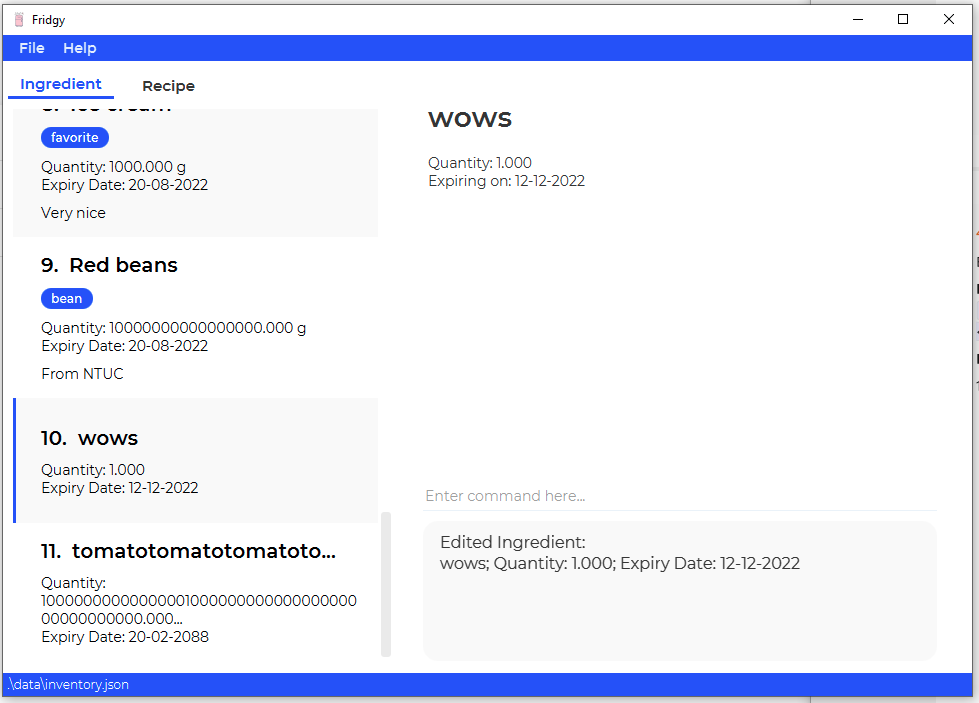 Fridgy
File Help
Ingredient Recipe
favorite
Quantity: 1000.000 g
Expiry Date: 20-08-2022
Very nice
9. Red beans
bean
Quantity: 10000000000000000.000 g
Expiry Date: 20-08-2022
From NTUC
10. wows
Quantity: 1.000
Expiry Date: 12-12-2022
11. tomatotomatotomatoto...
Quantity:
Expiry Date: 20-02-2088
wows
Quantity: 1.000
Expiring on: 12-12-2022
Enter command here...
Edited Ingredient:
wows; Quantity: 1.000; Expiry Date: 12-12-2022
.\data\inventory.json